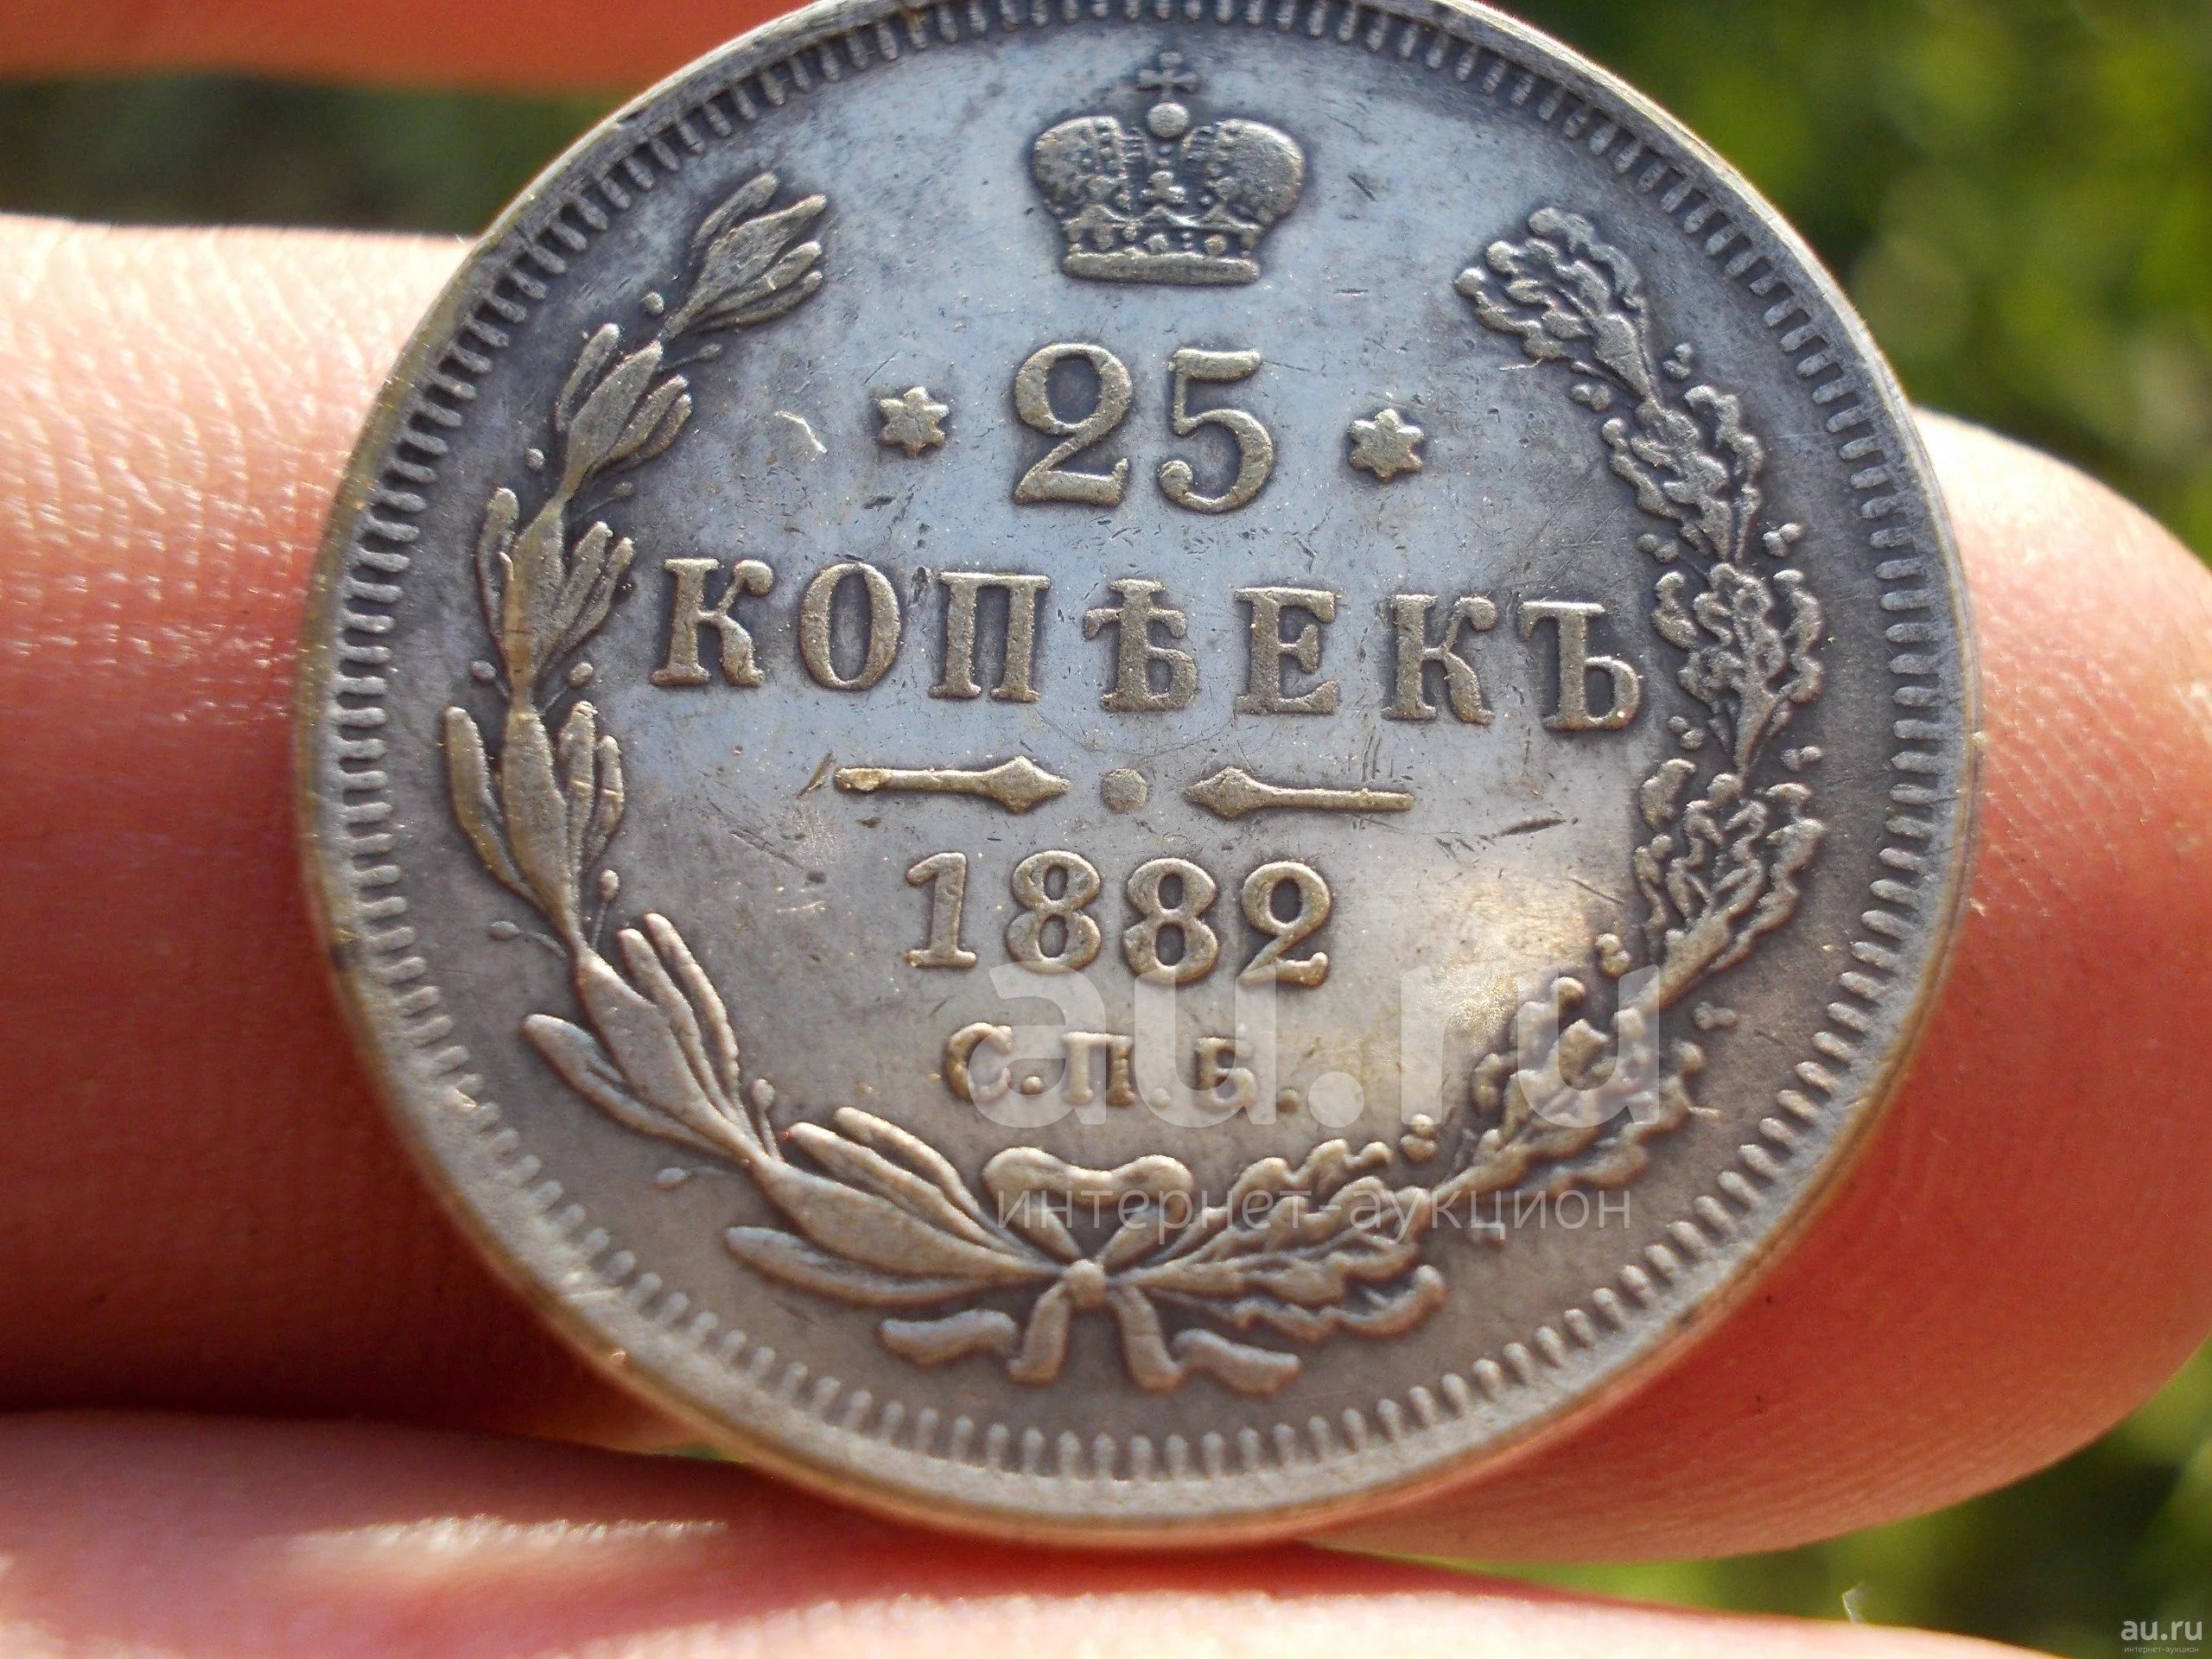 25
КОПѢЕКЪ
1882
С.П.Б.
au.ru
интернет-аукцион
au.ru
интернет-аукцион